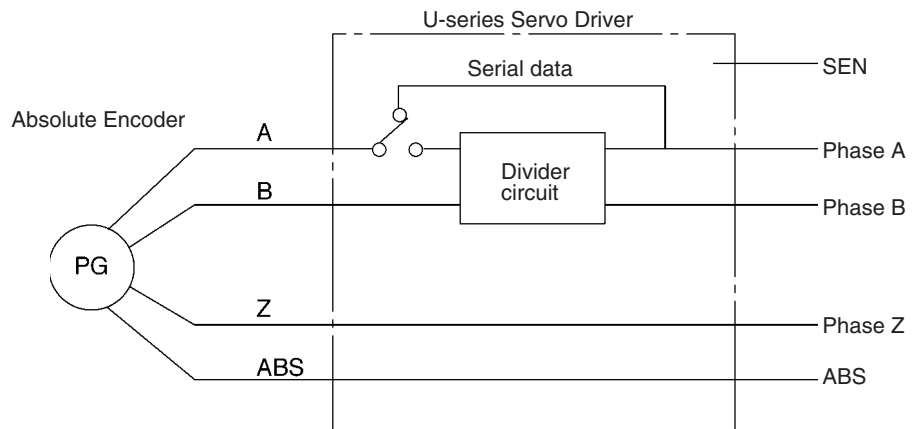 U-series Servo Driver
SEN
Serial data
Absolute Encoder
A
Phase A
Divider
circuit
B
Phase B
PG
Z
Phase Z
ABS
ABS